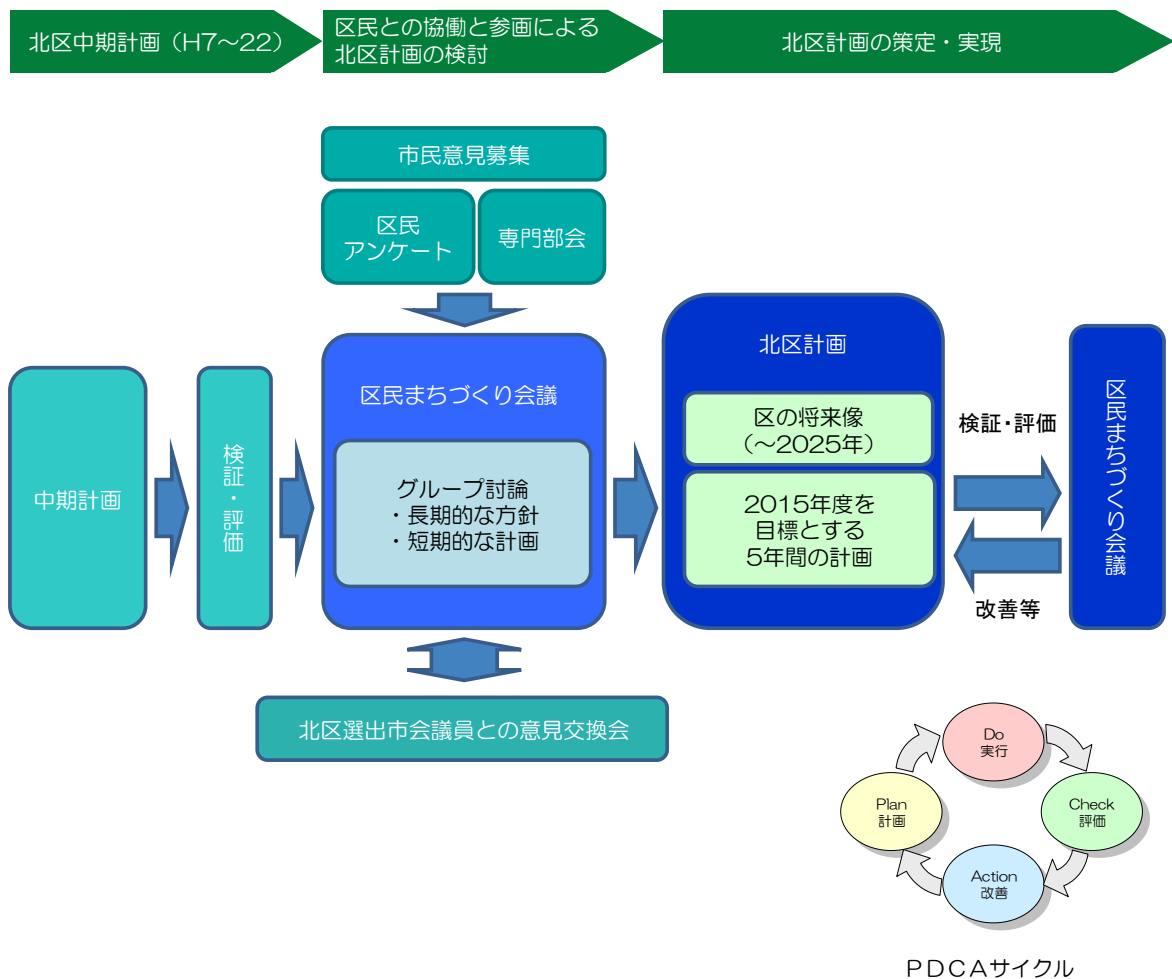 北区中期計画（H7～22）
区民との協働と参画による
北区計画の検討
北区計画の策定・実現
市民意見募集
区民
アンケート
専門部会
中期計画
検証・評価
区民まちづくり会議
グループ討論
・長期的な方針
・短期的な計画
北区計画
区の将来像
（～2025年）
2015年度を
目標とする
5年間の計画
検証・評価
改善等
区民まちづくり会議
北区選出市会議員との意見交換会
Do
実行
Plan
計画
Check
評価
Action
改善
ＰＤＣＡサイクル